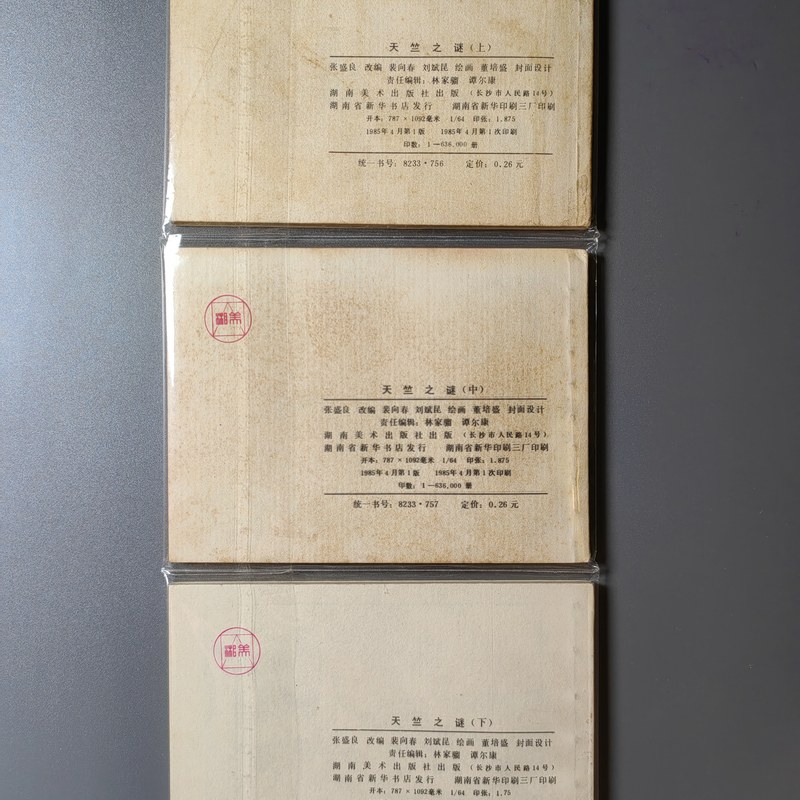 天竺之谜（上）
张盛良 改编 裴向春 刘斌昆 绘画 董培盛 封面设计
责任编辑：林家骝 谭尔康
湖南美术出版社出版 （长沙市人民路14号）
湖南省新华书店发行 湖南省新华印刷三厂印刷
开本：787×1092毫米 1/64 印张：1.875
1985年4月第1版 1985年4月第1次印刷
印数：1—636,000册
统一书号：8233·756 定价：0.26元
天竺之谜（中）
张盛良 改编 裴向春 刘斌昆 绘画 董培盛 封面设计
责任编辑：林家骝 谭尔康
湖南美术出版社出版 （长沙市人民路14号）
湖南省新华书店发行 湖南省新华印刷三厂印刷
开本：787×1092毫米 1/64 印张：1.875
1985年4月第1版 1985年4月第1次印刷
印数：1—636,000册
统一书号：8233·757 定价：0.26元
天竺之谜（下）
张盛良 改编 裴向春 刘斌昆 绘画 董培盛 封面设计
责任编辑：林家骝 谭尔康
湖南美术出版社出版 （长沙市人民路14号）
湖南省新华书店发行 湖南省新华印刷三厂印刷
开本：787×1092毫米 1/64 印张：1.75